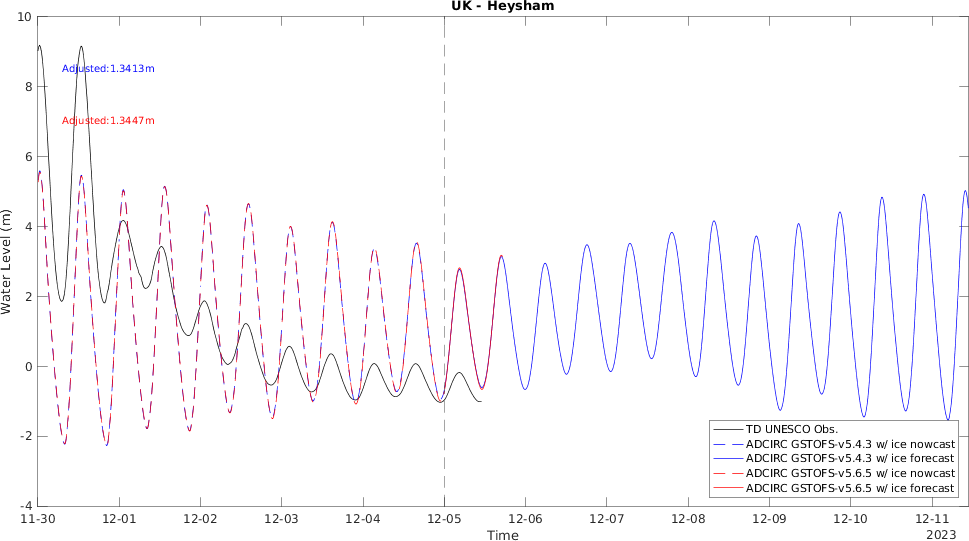 UK - Heysham
10
8
6
4
2
0
-2
-4
Water Level (m)
Adjusted:1.3413m
Adjusted:1.3447m
TD UNESCO Obs.
ADCIRC GSTOFS-v5.4.3 w/ ice nowcast
ADCIRC GSTOFS-v5.4.3 w/ ice forecast
ADCIRC GSTOFS-v5.6.5 w/ ice nowcast
ADCIRC GSTOFS-v5.6.5 w/ ice forecast
11-30 12-01 12-02 12-03 12-04 12-05 12-06 12-07 12-08 12-09 12-10 12-11
Time
2023